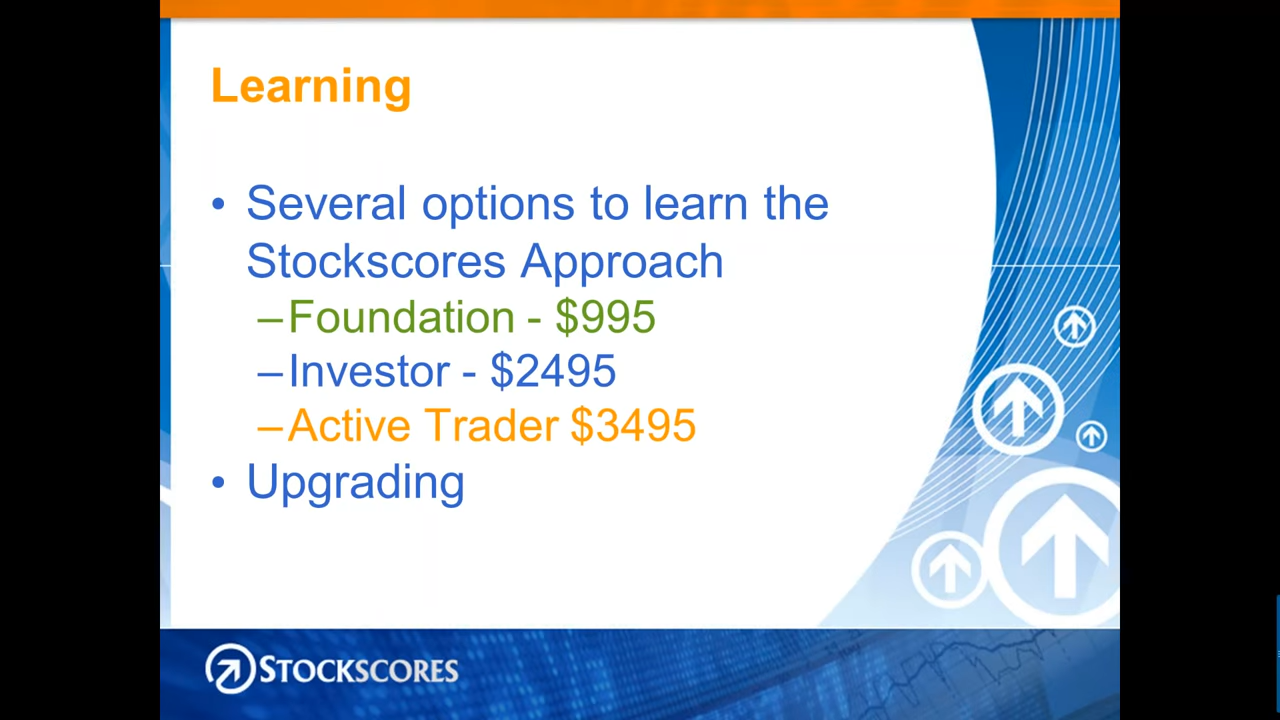 Learning
• Several options to learn the
Stockscores Approach
–Foundation - $995
–Investor - $2495
–Active Trader $3495
• Upgrading
STOCKSCORES